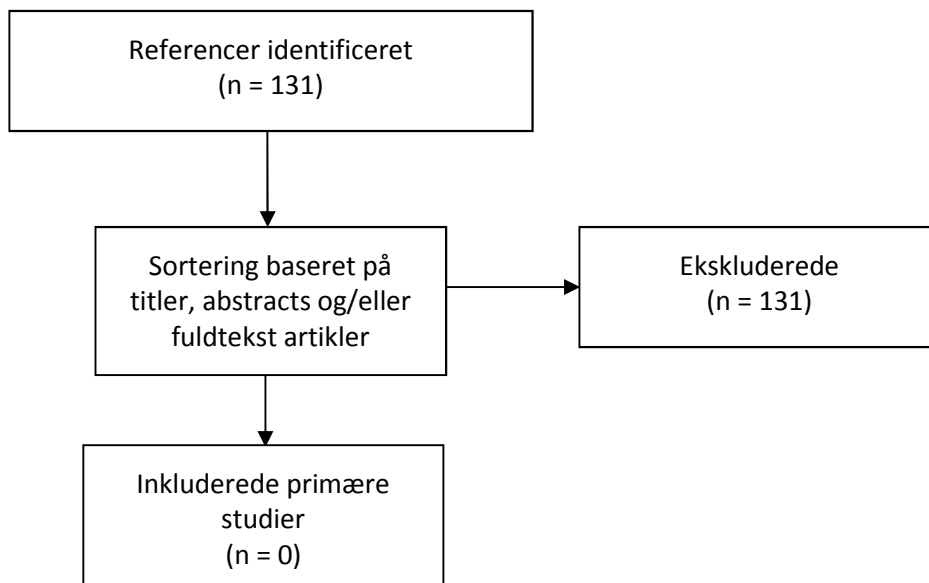 Referencer identificeret
(n = 131)
Sortering baseret på
titler, abstracts og/eller
fuldtekst artikler
Ekskluderede
(n = 131)
Inkluderede primære
studier
(n = 0)